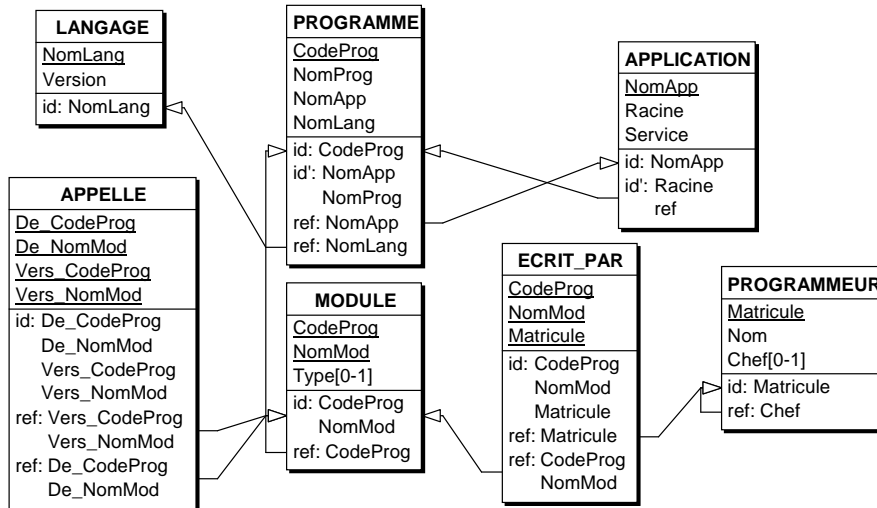 LANGAGE
NomLang
Version
id: NomLang
PROGRAMME
CodeProg
NomProg
NomApp
NomLang
id: CodeProg
id': NomApp
NomProg
ref: NomApp
ref: NomLang
APPLICATION
NomApp
Racine
Service
id: NomApp
id': Racine
ref
APPELLE
De_CodeProg
De_NomMod
Vers_CodeProg
Vers_NomMod
id: De_CodeProg
De_NomMod
Vers_CodeProg
Vers_NomMod
ref: Vers_CodeProg
Vers_NomMod
ref: De_CodeProg
De_NomMod
MODULE
CodeProg
NomMod
Type[0-1]
id: CodeProg
NomMod
ref: CodeProg
ECRIT_PAR
CodeProg
NomMod
Matricule
id: CodeProg
NomMod
Matricule
ref: Matricule
ref: CodeProg
NomMod
PROGRAMMEUR
Matricule
Nom
Chef[0-1]
id: Matricule
ref: Chef